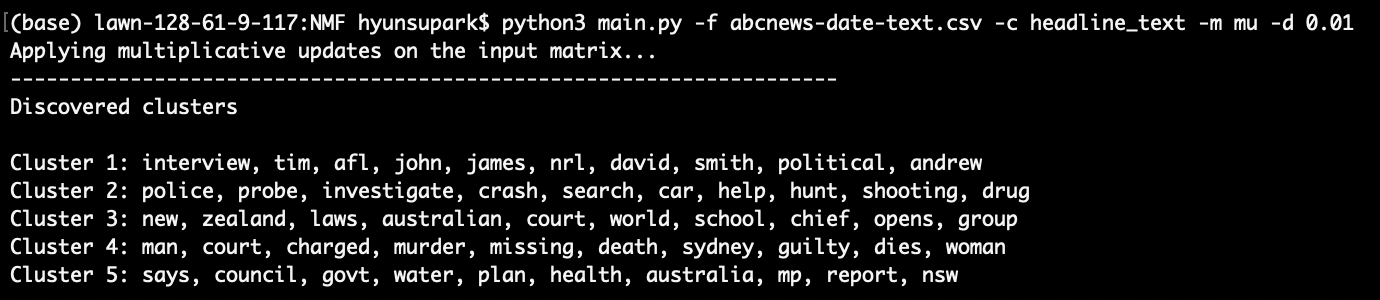 (base) lawn-128-61-9-117:NMF hyunsupark$ python3 main.py -f abcnews-date-text.csv -c headline_text -m mu -d 0.01
Applying multiplicative updates on the input matrix...
---------------------------------------------------------------------
Discovered clusters
Cluster 1: interview, tim, afl, john, james, nrl, david, smith, political, andrew
Cluster 2: police, probe, investigate, crash, search, car, help, hunt, shooting, drug
Cluster 3: new, zealand, laws, australian, court, world, school, chief, opens, group
Cluster 4: man, court, charged, murder, missing, death, sydney, guilty, dies, woman
Cluster 5: says, council, govt, water, plan, health, australia, mp, report, nsw